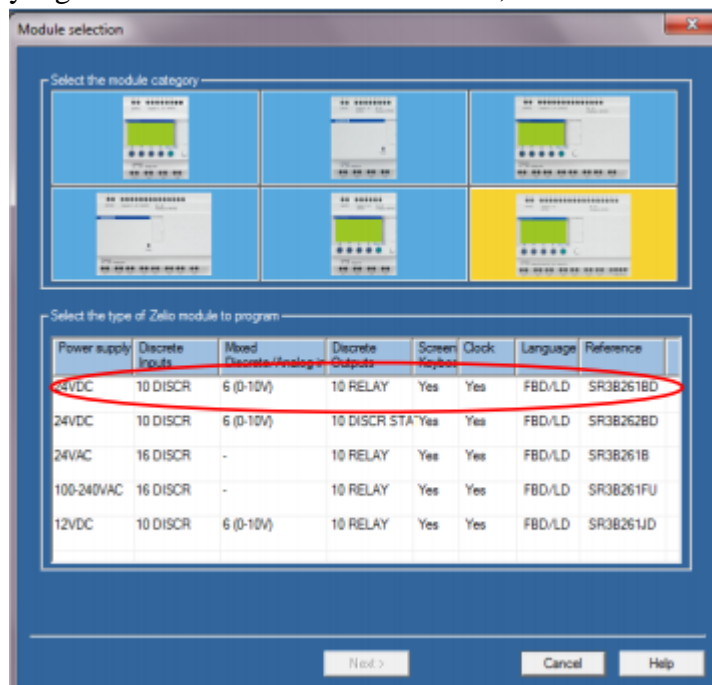 Module selection
Select the module category
Select the type of Zelio module to program
Power supply Discrete Inputs Mixed Discrete/Analog in Discrete Outputs Screen Clock Language Reference
24VDC 10 DISCR 6 (0-10V) 10 RELAY Yes Yes FBD/LD SR3B261BD
24VDC 10 DISCR 6 (0-10V) 10 DISCR STA Yes Yes FBD/LD SR3B262BD
24VAC 16 DISCR - 10 RELAY Yes Yes FBD/LD SR3B261B
100-240VAC 16 DISCR - 10 RELAY Yes Yes FBD/LD SR3B261FU
12VDC 10 DISCR 6 (0-10V) 10 RELAY Yes Yes FBD/LD SR3B261JD
Next > Cancel Help